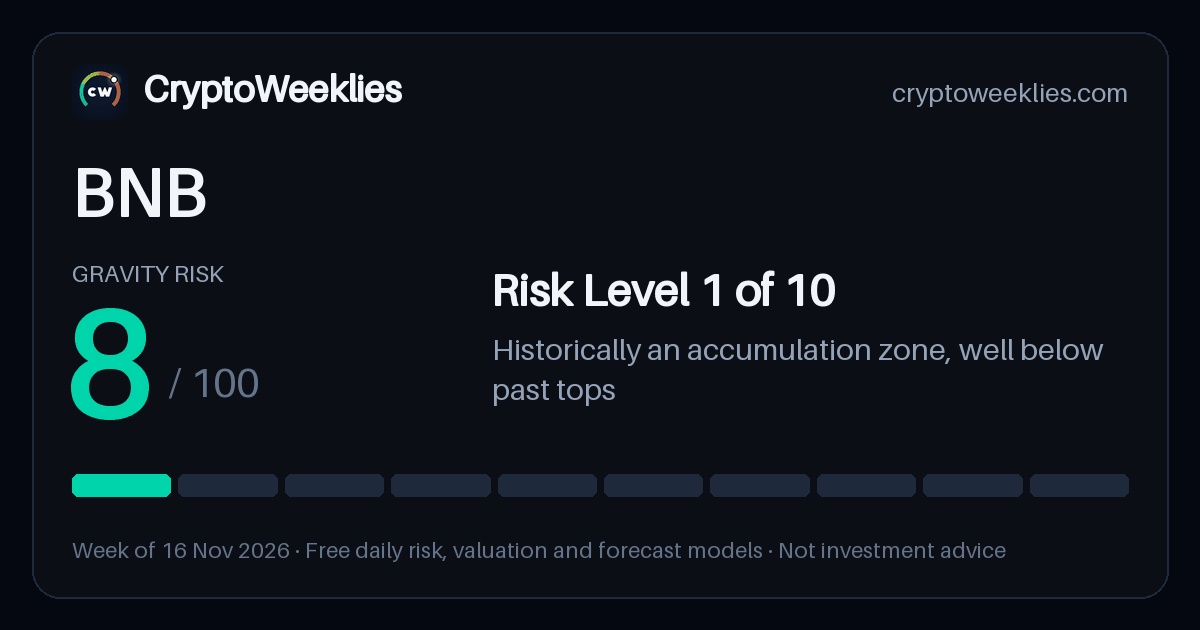 CW
CryptoWeeklies
cryptoweeklies.com
BNB
GRAVITY RISK
8 / 100
Risk Level 1 of 10
Historically an accumulation zone, well below
past tops
Week of 16 Nov 2026 · Free daily risk, valuation and forecast models · Not investment advice